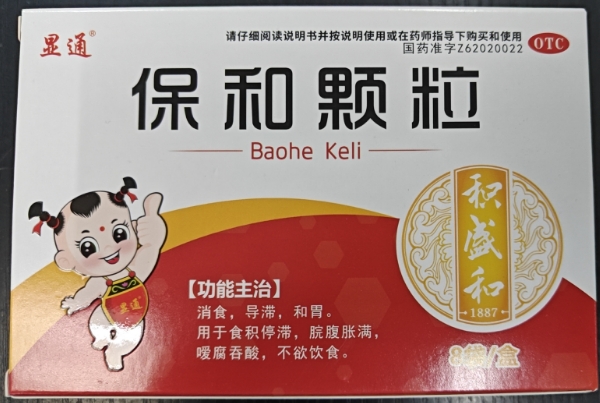 显通®
请仔细阅读说明书并按说明使用或在药师指导下购买和使用
国药准字Z62020022
OTC
保和颗粒
Baohe Keli
积盛和
1887
【功能主治】
消食，导滞，和胃。
用于食积停滞，脘腹胀满，
嗳腐吞酸，不欲饮食。
显通
8袋/盒